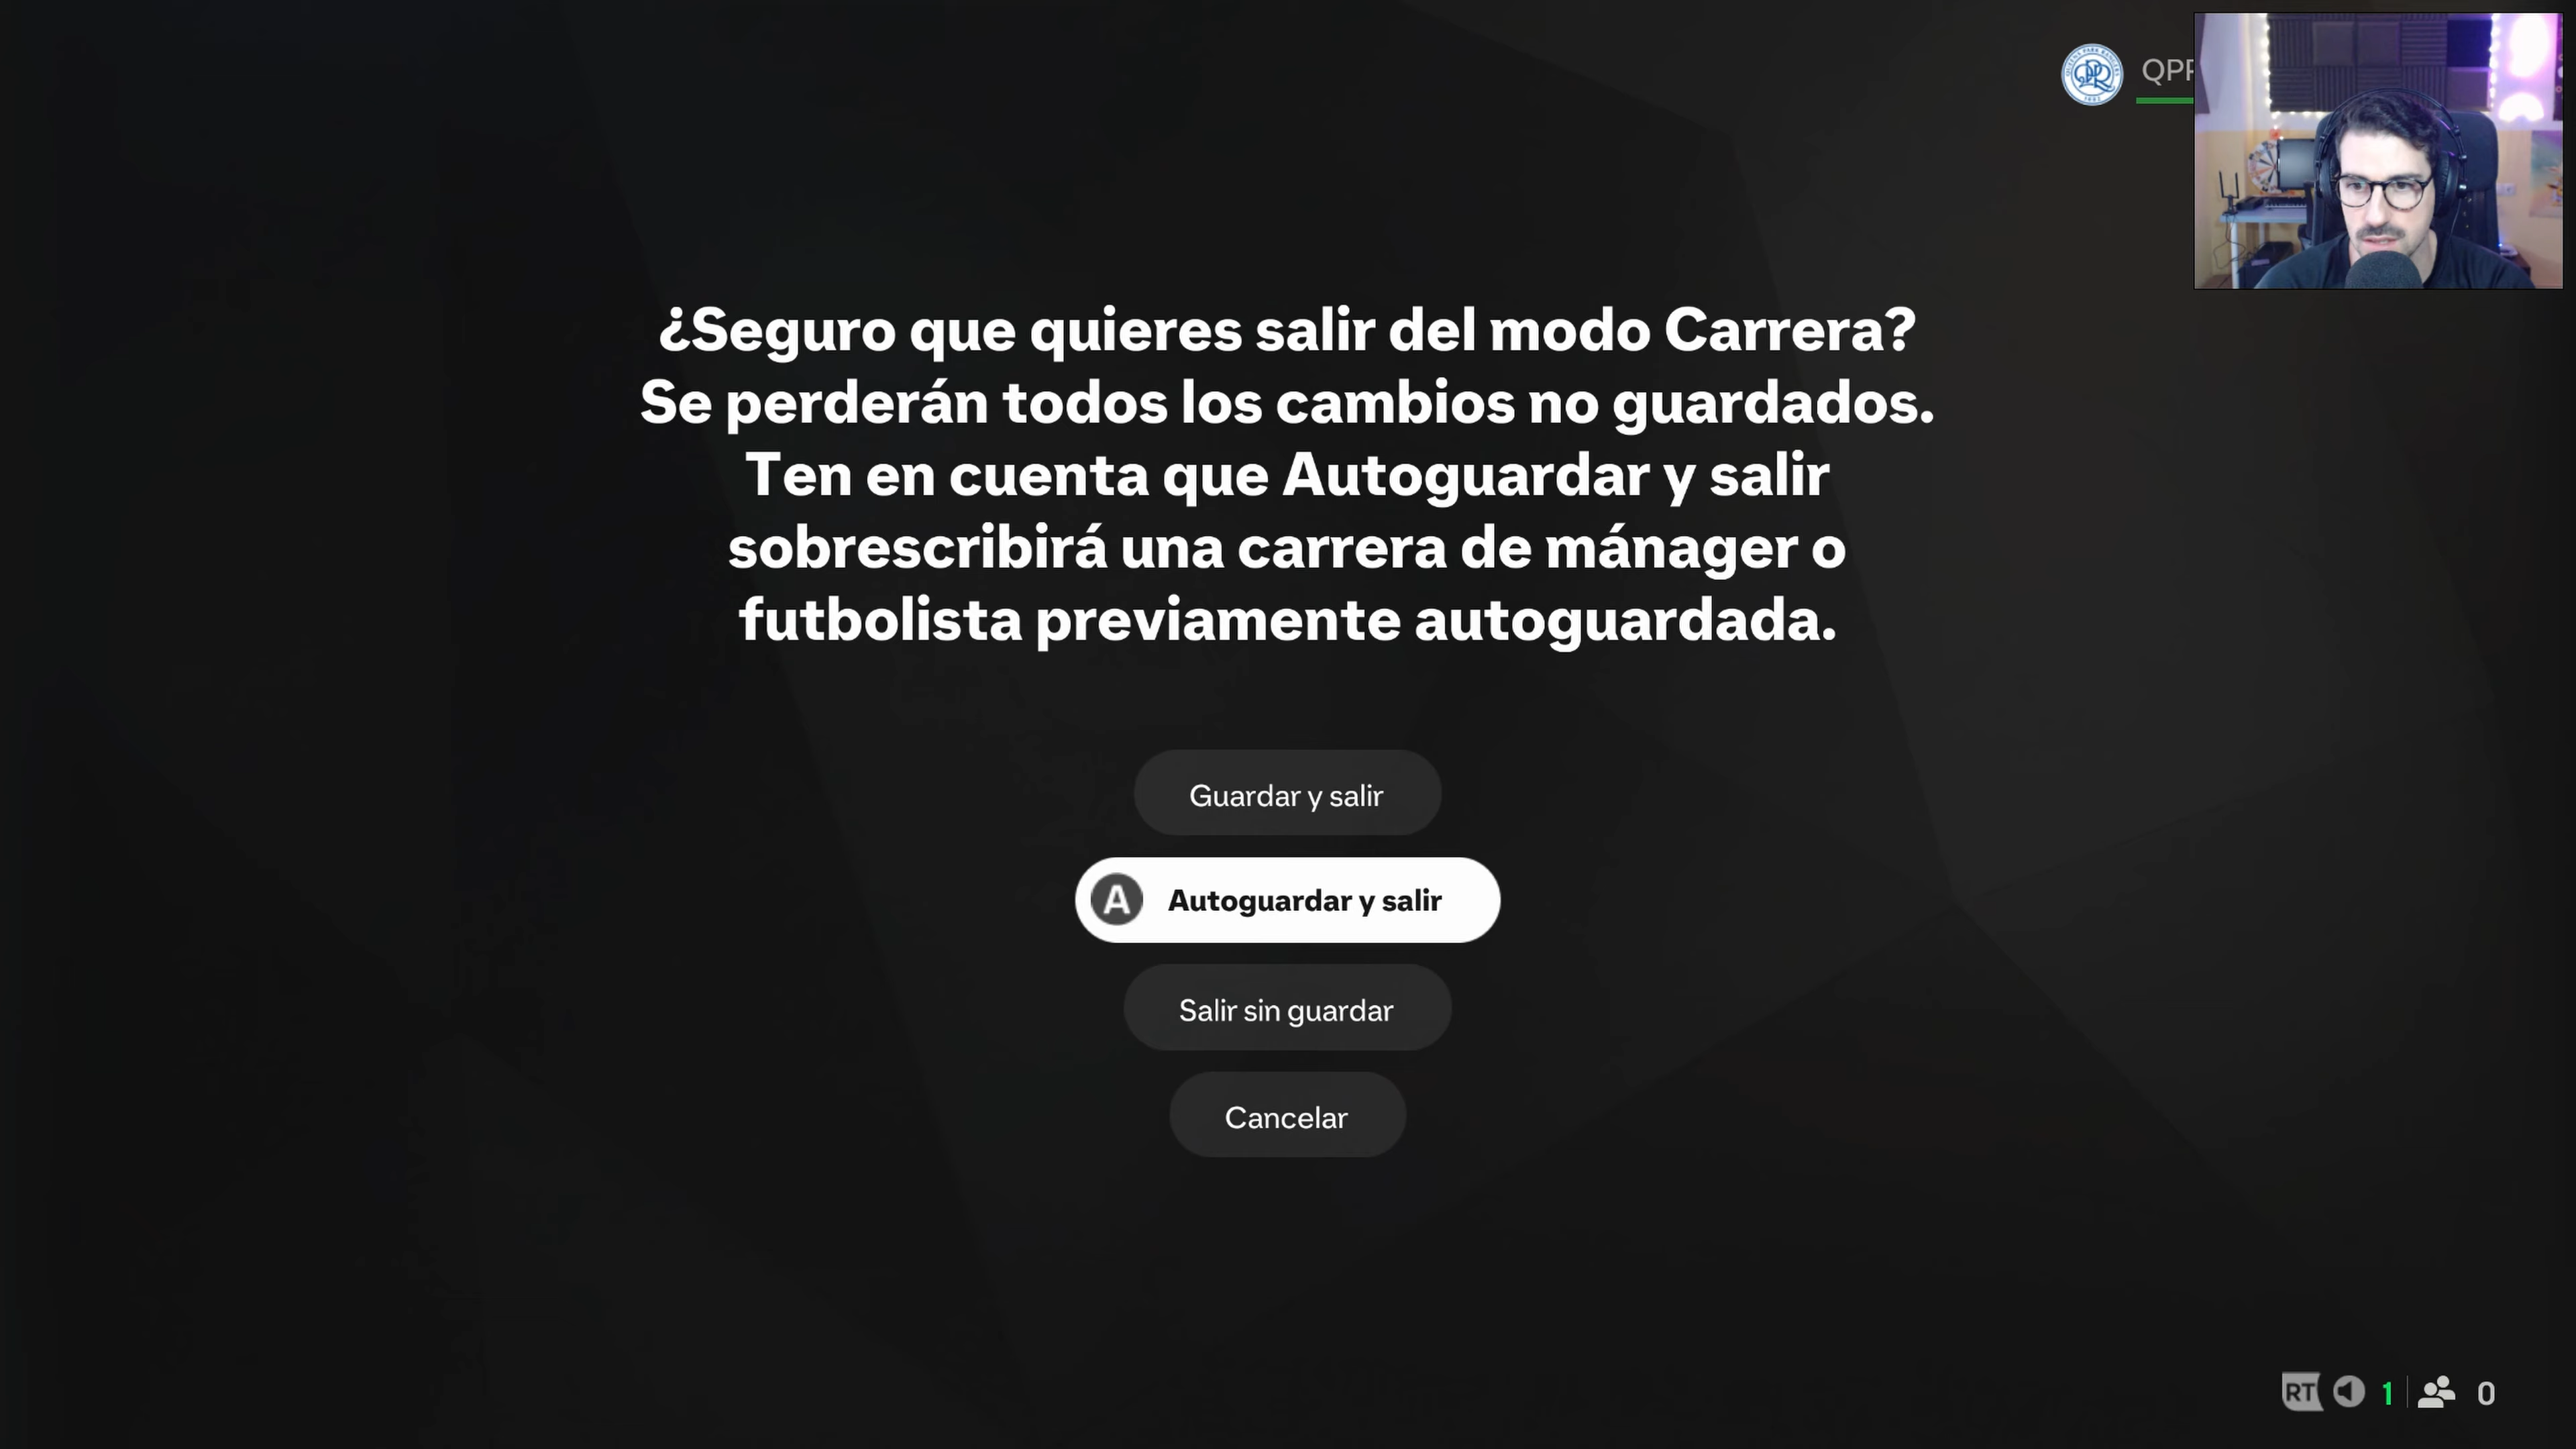 QPR
¿Seguro que quieres salir del modo Carrera?
Se perderán todos los cambios no guardados.
Ten en cuenta que Autoguardar y salir
sobrescribirá una carrera de mánager o
futbolista previamente autoguardada.
Guardar y salir
A Autoguardar y salir
Salir sin guardar
Cancelar
RT 1 0